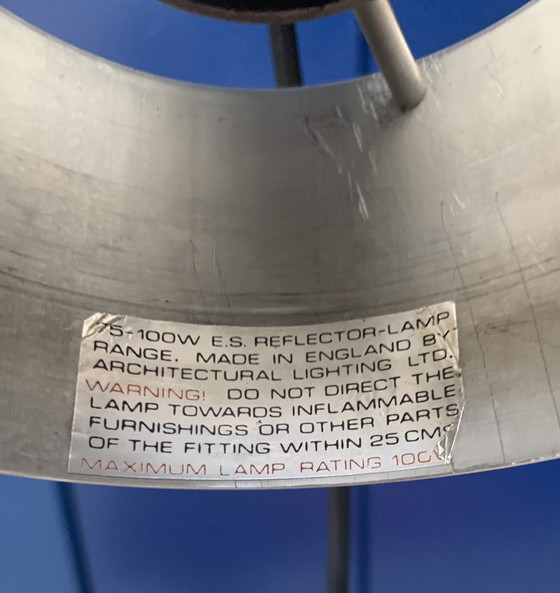 75-100W E.S. REFLECTOR-LAMP
RANGE. MADE IN ENGLAND BY
ARCHITECTURAL LIGHTING LTD.
WARNING! DO NOT DIRECT THE
LAMP TOWARDS INFLAMMABLE
FURNISHINGS OR OTHER PARTS
OF THE FITTING WITHIN 25 CMS
MAXIMUM LAMP RATING 100W